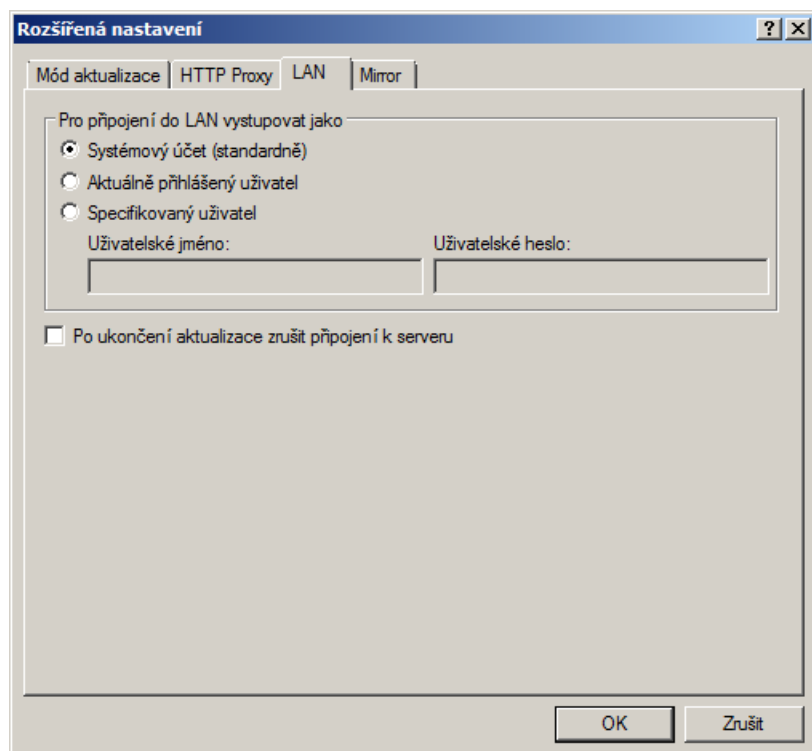 Rozšířená nastavení
Mód aktualizace HTTP Proxy LAN Mirror
Pro připojení do LAN vystupovat jako
Systémový účet (standardně)
Aktuálně přihlášený uživatel
Specifikovaný uživatel
Uživatelské jméno: Uživatelské heslo:
Po ukončení aktualizace zrušit připojení k serveru
OK Zrušit